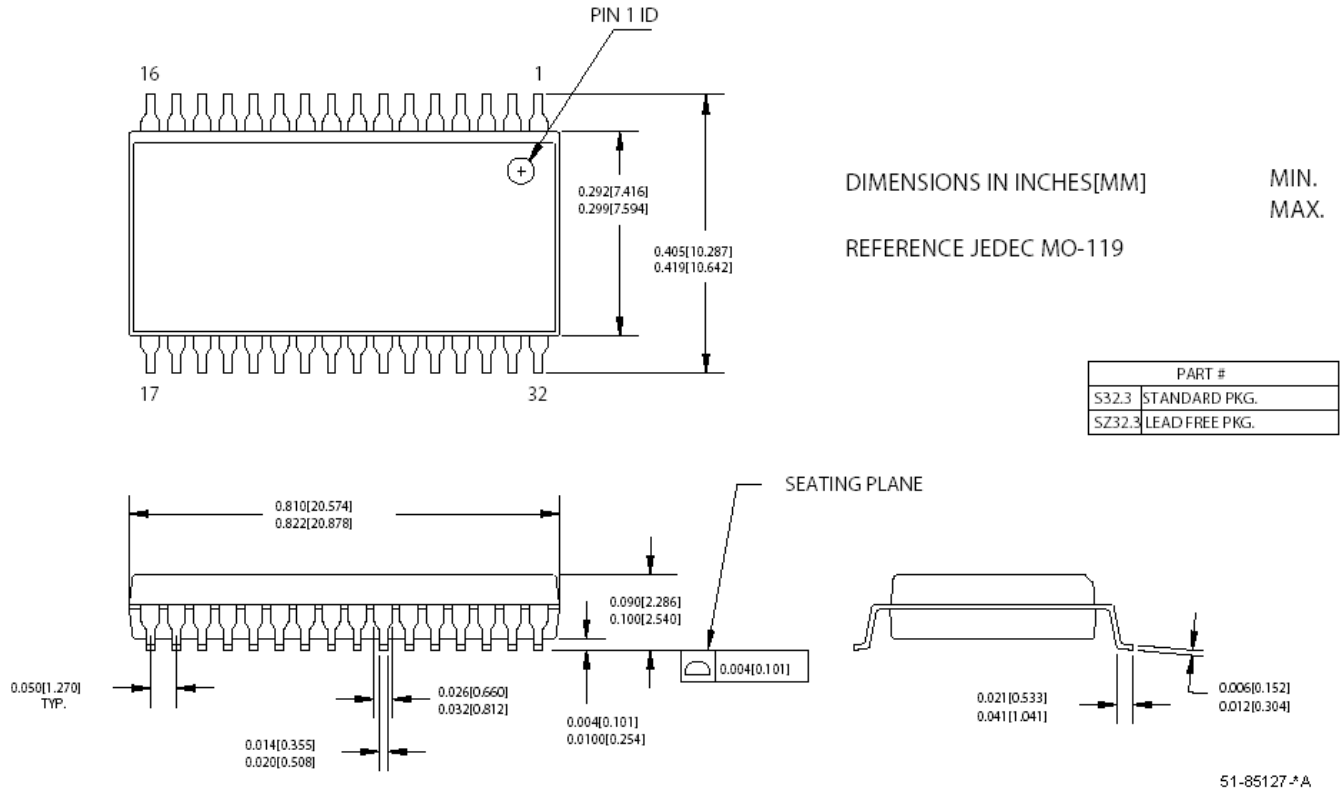 PIN 1 ID
16
1
0.292[7.416]
0.299[7.594]
0.405[10.287]
0.419[10.642]
17
32
DIMENSIONS IN INCHES[MM]
MIN.
MAX.
REFERENCE JEDEC MO-119
PART #
S32.3 STANDARD PKG.
SZ32.3 LEAD FREE PKG.
SEATING PLANE
0.810[20.574]
0.822[20.878]
0.090[2.286]
0.100[2.540]
0.004[0.101]
0.050[1.270]
TYP.
0.026[0.660]
0.032[0.812]
0.014[0.355]
0.020[0.508]
0.004[0.101]
0.0100[0.254]
0.021[0.533]
0.041[1.041]
0.006[0.152]
0.012[0.304]
51-85127-*A